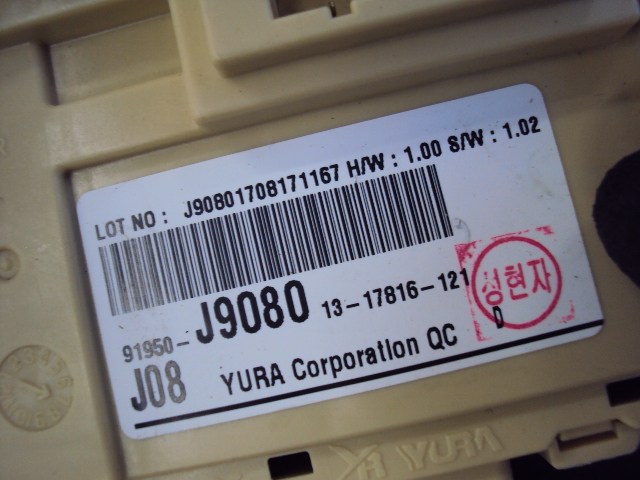 LOT NO : J90801708171167 H/W : 1.00 S/W : 1.02
91950-J9080 13-17816-121
성현자
D
J08 YURA Corporation QC
YURA